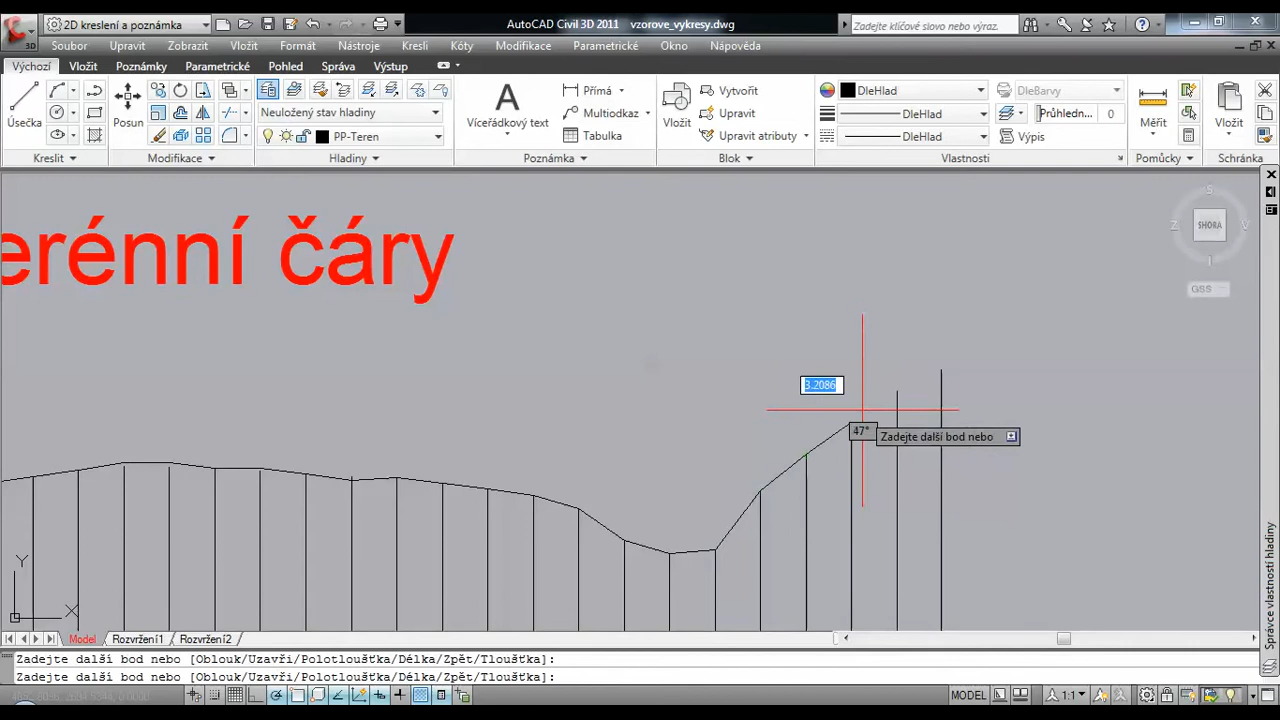 2D kreslení a poznámka
AutoCAD Civil 3D 2011 vzorove_vykresy.dwg
Zadejte klíčové slovo nebo výraz.
3D
Soubor Upravit Zobrazit Vložit Formát Nástroje Kresli Kóty Modifikace Parametrické Okno Nápověda
Výchozí Vložit Poznámky Parametrické Pohled Správa Výstup
Úsečka
Neuložený stav hladiny
PP-Teren
Víceřádkový text
Přímá
Multiodkaz
Tabulka
Vložit
Vytvořit
Upravit
Upravit atributy
DleHlad
DleHlad
DleHlad
DleBarvy
Průhledn... 0
Výpis
Měřit
Vložit
Kreslit Modifikace Hladiny Poznámka Blok Vlastnosti Pomůcky Schránka
S
Z SHORA V
GSS
erénní čáry
3.2086
47°
Zadejte další bod nebo
Y
X
Správce vlastností hladiny
Model Rozvržení1 Rozvržení2
Zadejte další bod nebo [Oblouk/Uzavři/Polotloušťka/Délka/Zpět/Tloušťka]:
Zadejte další bod nebo [Oblouk/Uzavři/Polotloušťka/Délka/Zpět/Tloušťka]:
MODEL
1:1